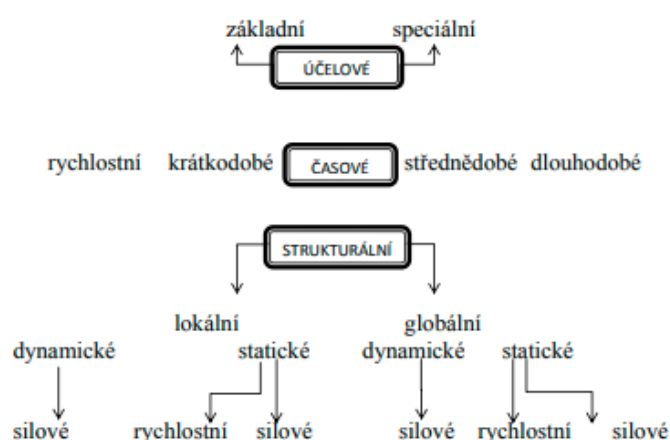 základní speciální
ÚČELOVÉ
rychlostní krátkodobé ČASOVÉ střednědobé dlouhodobé
STRUKTURÁLNÍ
lokální globální
dynamické statické dynamické statické
silové rychlostní silové silové rychlostní silové